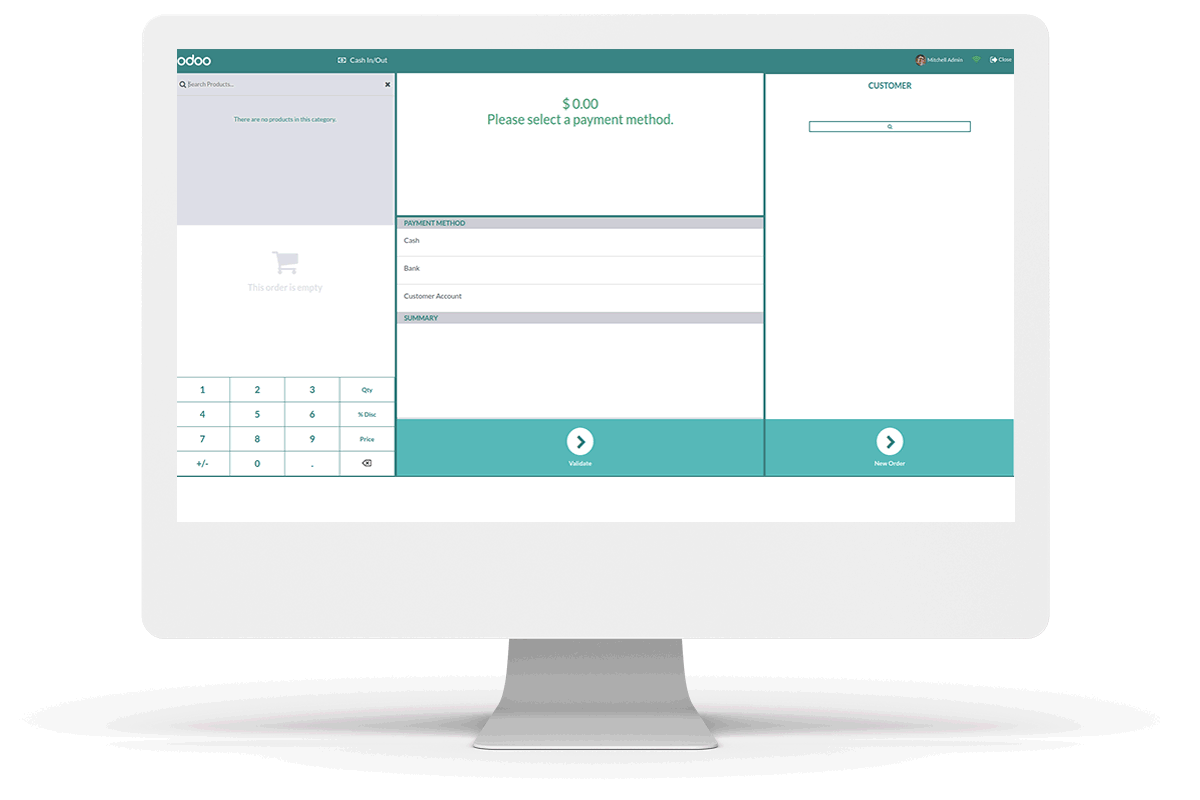 odoo
Cash In/Out
Mitchell Admin
Close
Search Products...
There are no products in this category.
This order is empty
1 2 3 Qty
4 5 6 % Disc
7 8 9 Price
+/- 0 .
$ 0.00
Please select a payment method.
PAYMENT METHOD
Cash
Bank
Customer Account
SUMMARY
Validate
CUSTOMER
New Order